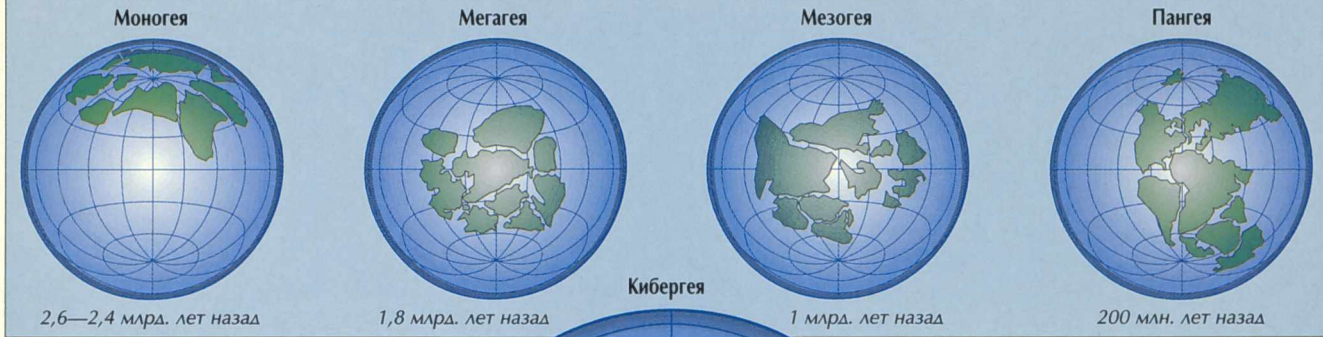 Моногея
Мегагея
Мезогея
Пангея
2,6—2,4 млрд. лет назад
1,8 млрд. лет назад
1 млрд. лет назад
200 млн. лет назад
Кибергея